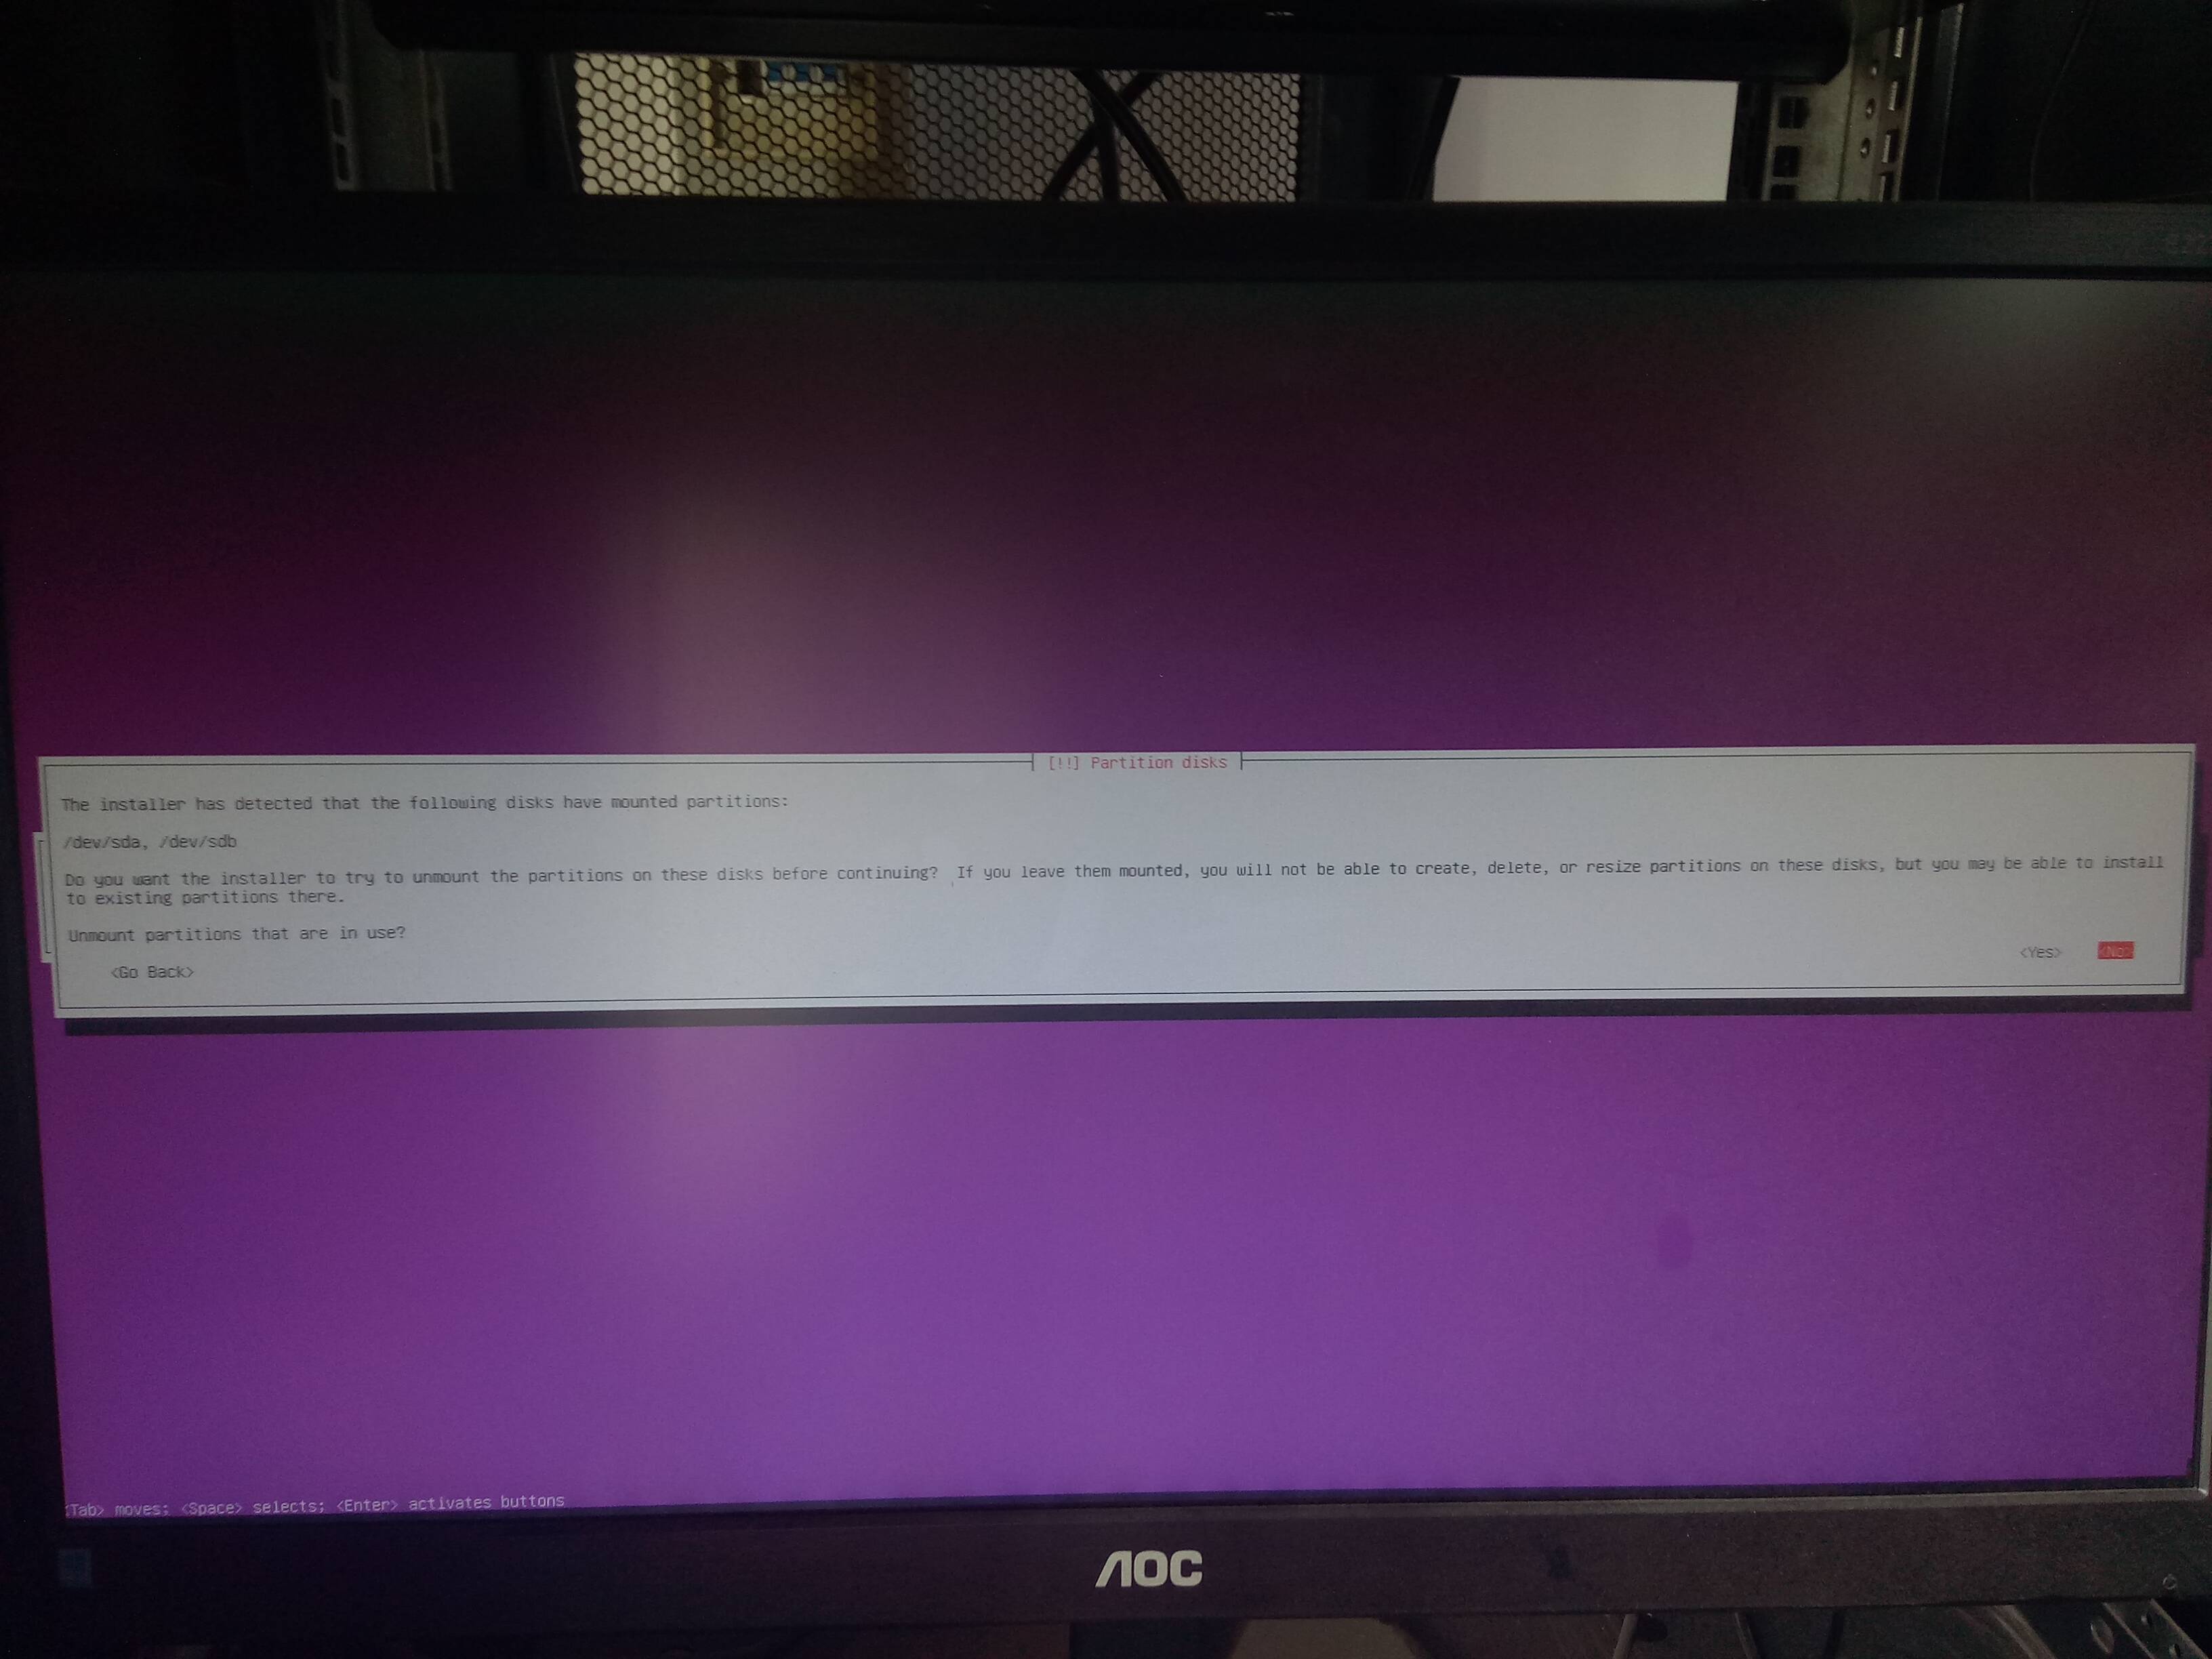 [!!] Partition disks
The installer has detected that the following disks have mounted partitions:
/dev/sda, /dev/sdb
Do you want the installer to try to unmount the partitions on these disks before continuing?  If you leave them mounted, you will not be able to create, delete, or resize partitions on these disks, but you may be able to install
to existing partitions there.
Unmount partitions that are in use?
<Go Back> <Yes> <No>
<Tab> moves; <Space> selects; <Enter> activates buttons
AOC